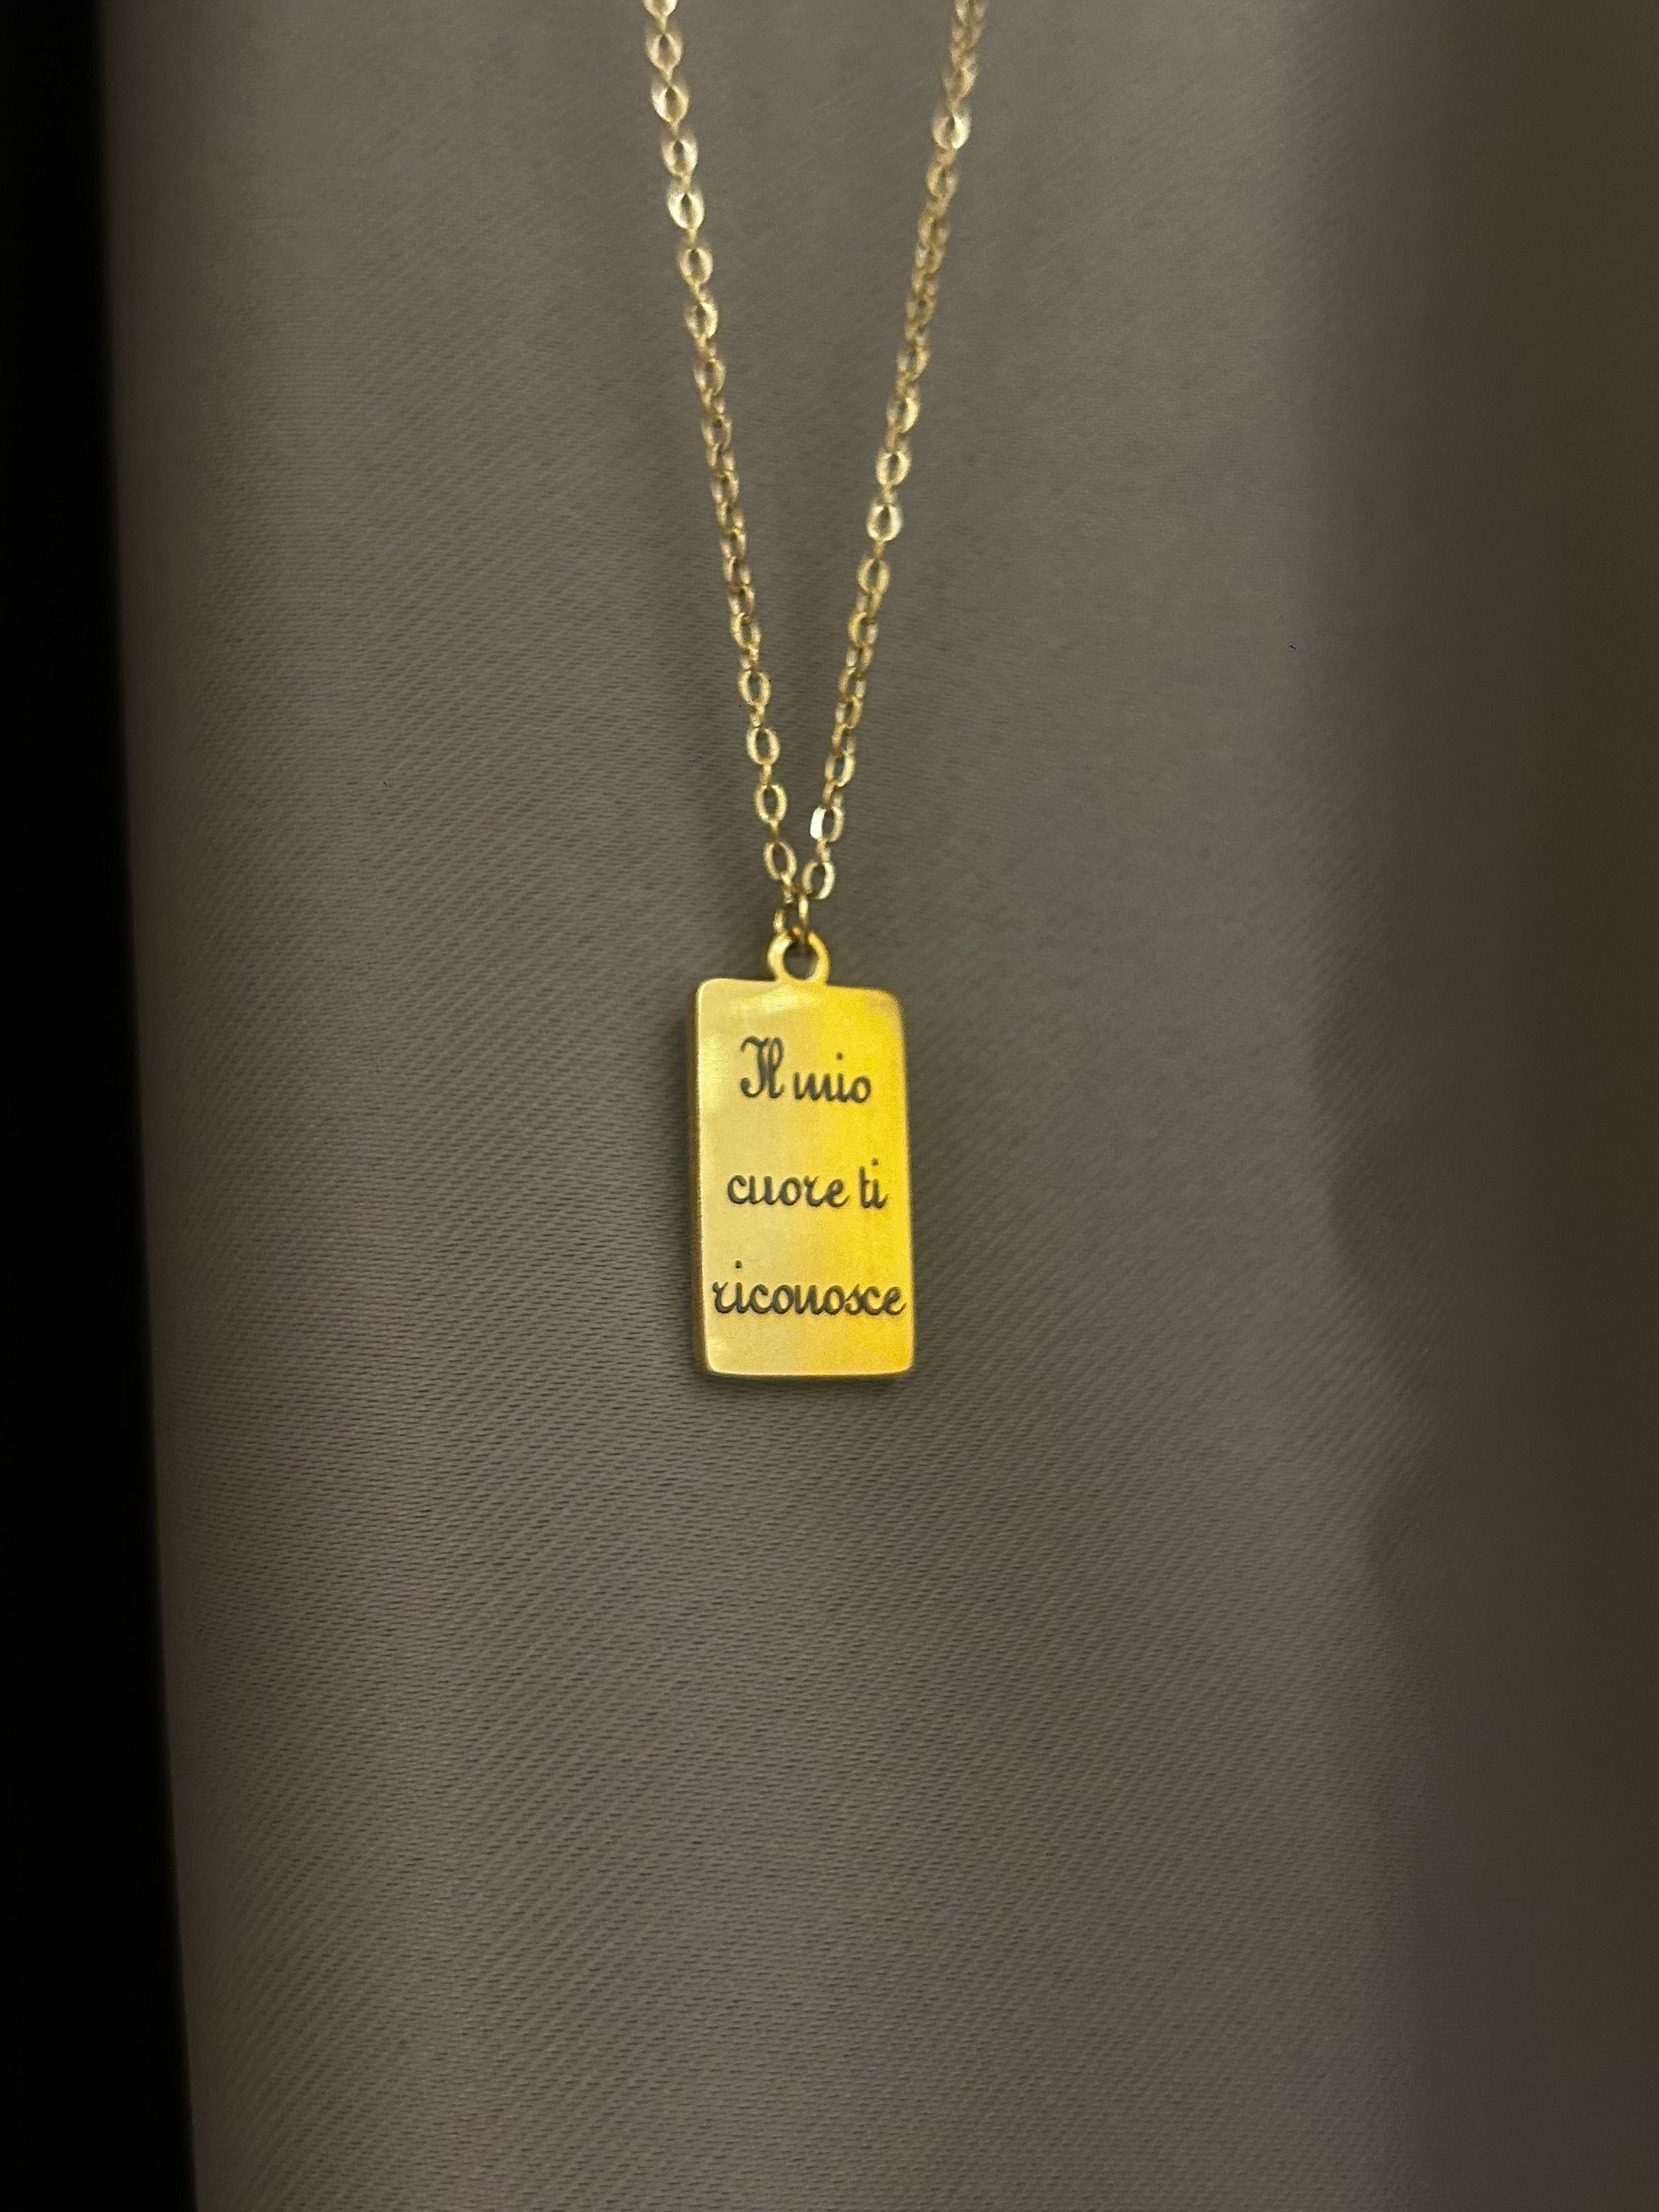 Il mio
cuore ti
riconosce